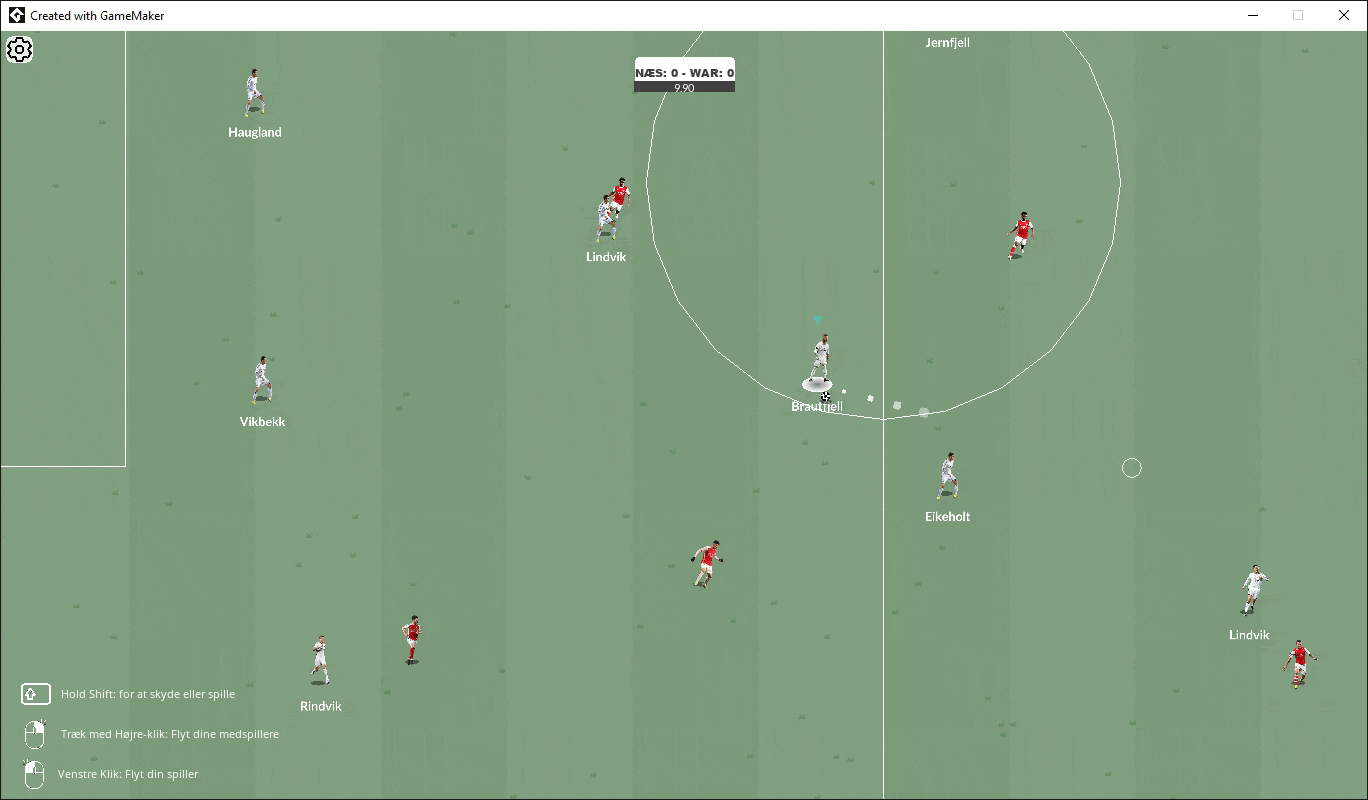 Created with GameMaker
Jernfjell
NÆS: 0 - WAR: 0
9.90
Haugland
Lindvik
Brautfjell
Vikbekk
Eikeholt
Lindvik
Rindvik
Hold Shift: for at skyde eller spille
Træk med Højre-klik: Flyt dine medspillere
Venstre Klik: Flyt din spiller